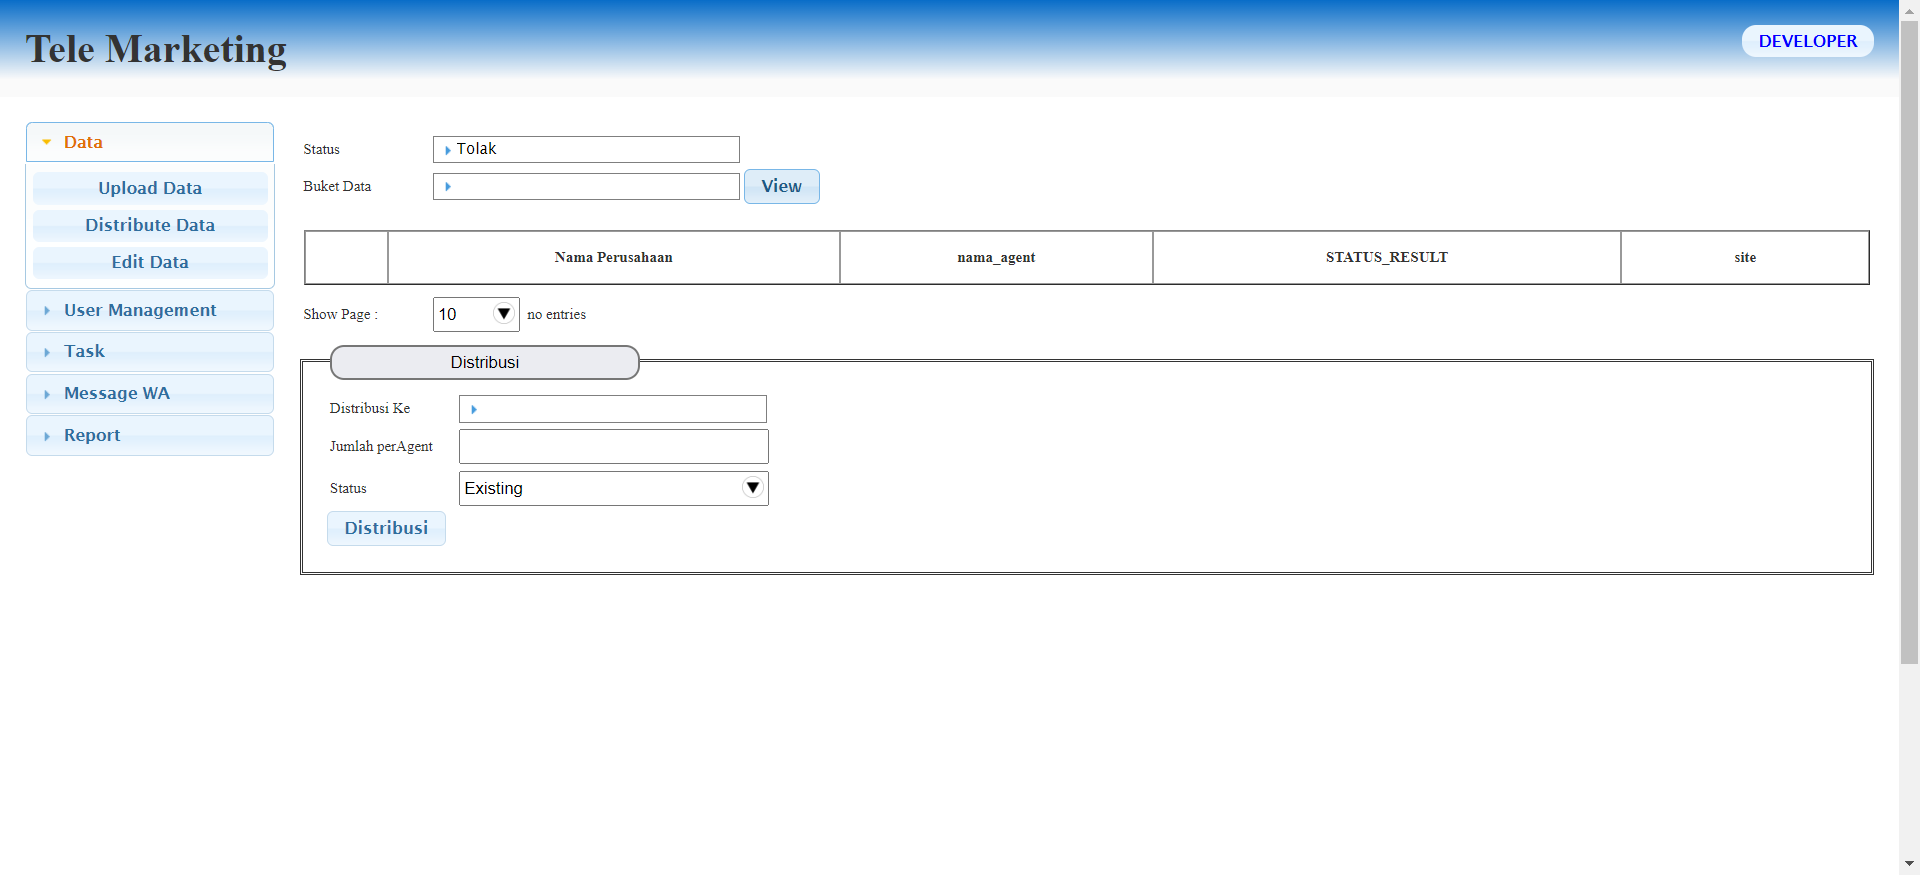 Tele Marketing
DEVELOPER
Data
Upload Data
Distribute Data
Edit Data
User Management
Task
Message WA
Report
Status
Tolak
Buket Data
View
Nama Perusahaan nama_agent STATUS_RESULT site
Show Page : 10 no entries
Distribusi
Distribusi Ke
Jumlah perAgent
Status Existing
Distribusi